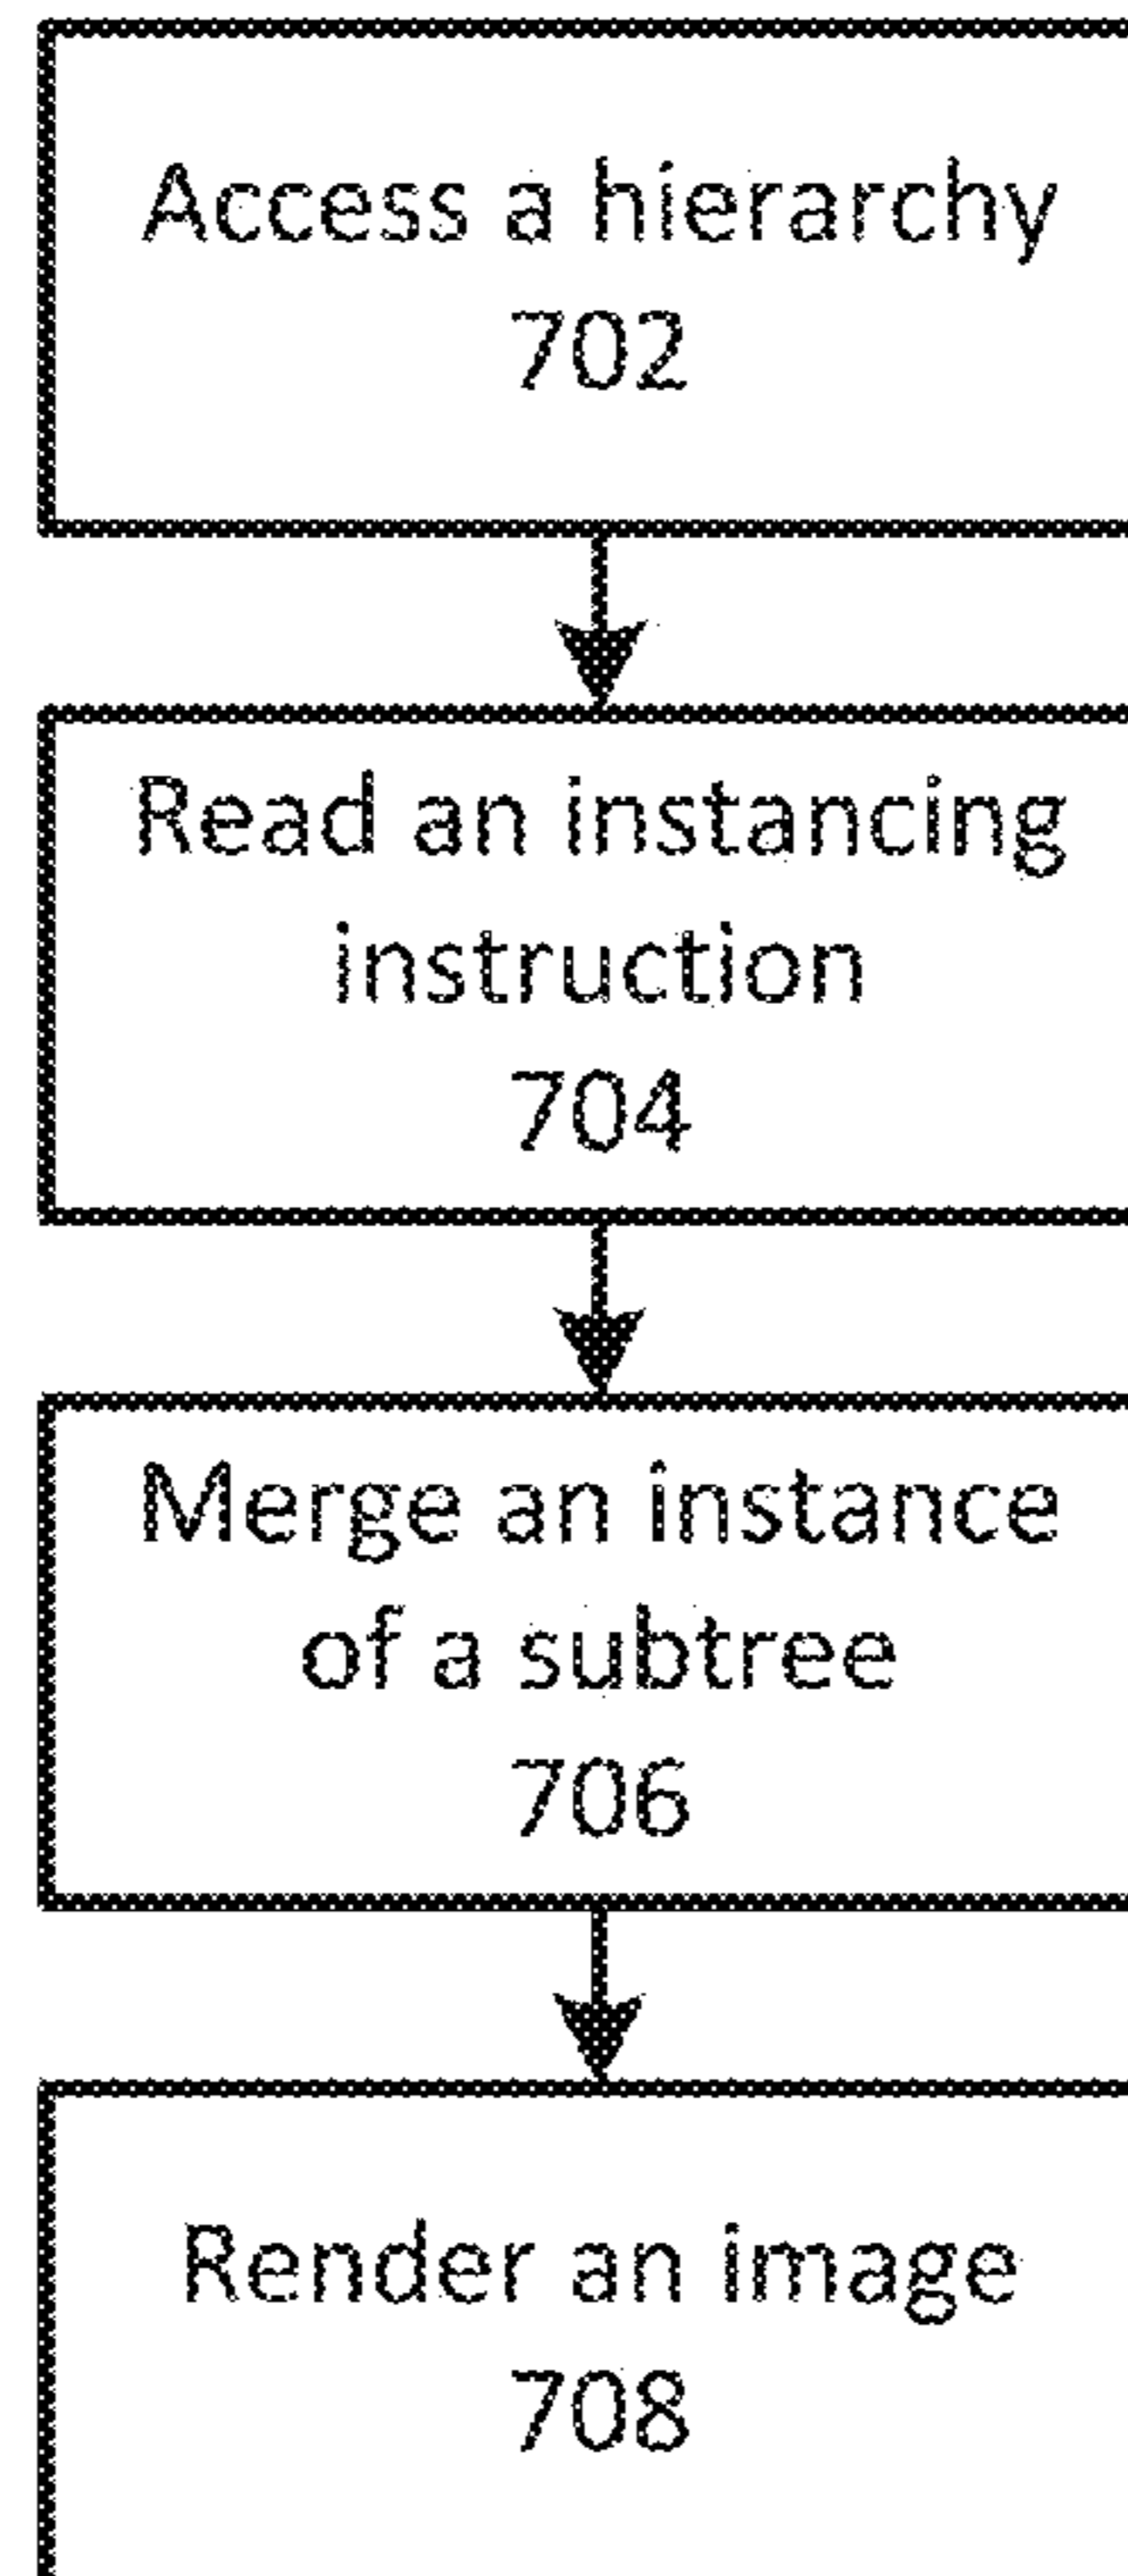 Access a hierarchy
702
Read an instancing
instruction
704
Merge an instance
of a subtree
706
Render an image
708